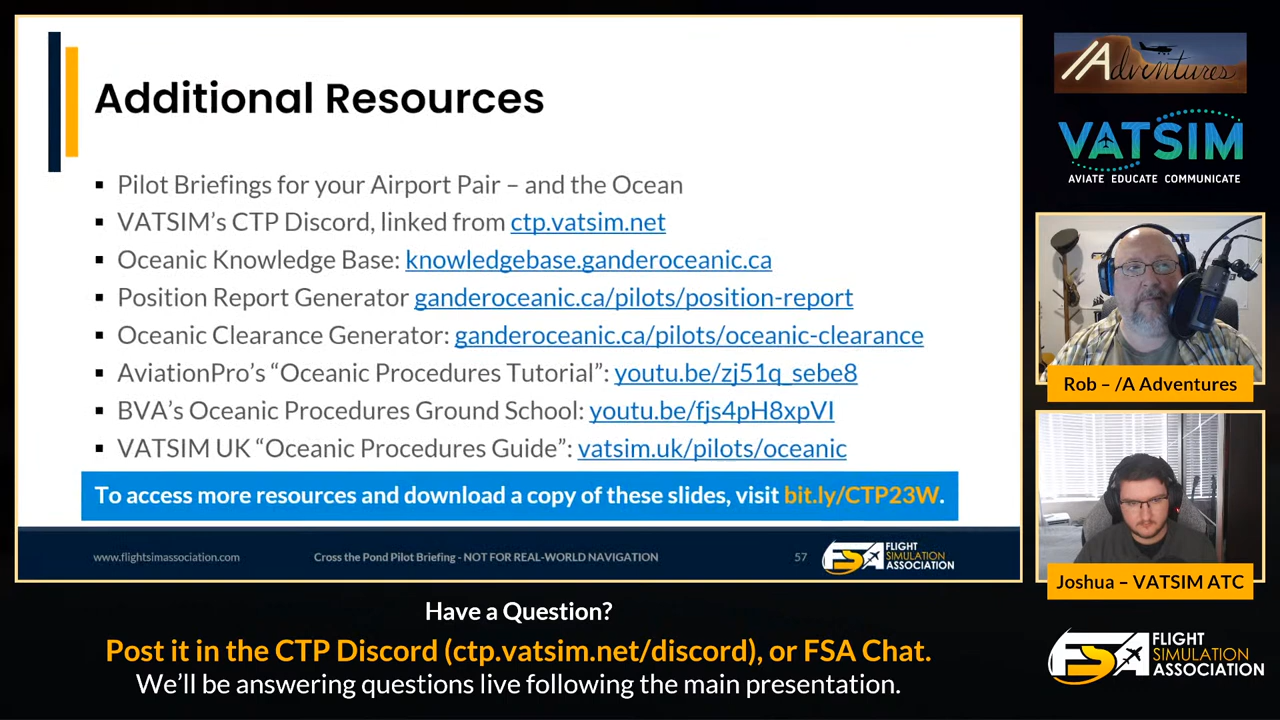 Additional Resources
Pilot Briefings for your Airport Pair – and the Ocean
VATSIM’s CTP Discord, linked from ctp.vatsim.net
Oceanic Knowledge Base: knowledgebase.ganderoceanic.ca
Position Report Generator ganderoceanic.ca/pilots/position-report
Oceanic Clearance Generator: ganderoceanic.ca/pilots/oceanic-clearance
AviationPro’s “Oceanic Procedures Tutorial”: youtu.be/zj51q_sebe8
BVA’s Oceanic Procedures Ground School: youtu.be/fjs4pH8xpVI
VATSIM UK “Oceanic Procedures Guide”: vatsim.uk/pilots/oceanic
To access more resources and download a copy of these slides, visit bit.ly/CTP23W.
www.flightsimassociation.com
Cross the Pond Pilot Briefing - NOT FOR REAL-WORLD NAVIGATION
57
FSA
FLIGHT
SIMULATION
ASSOCIATION
/Adventures
VATSIM
AVIATE EDUCATE COMMUNICATE
Rob – /A Adventures
Joshua – VATSIM ATC
Have a Question?
Post it in the CTP Discord (ctp.vatsim.net/discord), or FSA Chat.
We’ll be answering questions live following the main presentation.
FSA
FLIGHT
SIMULATION
ASSOCIATION